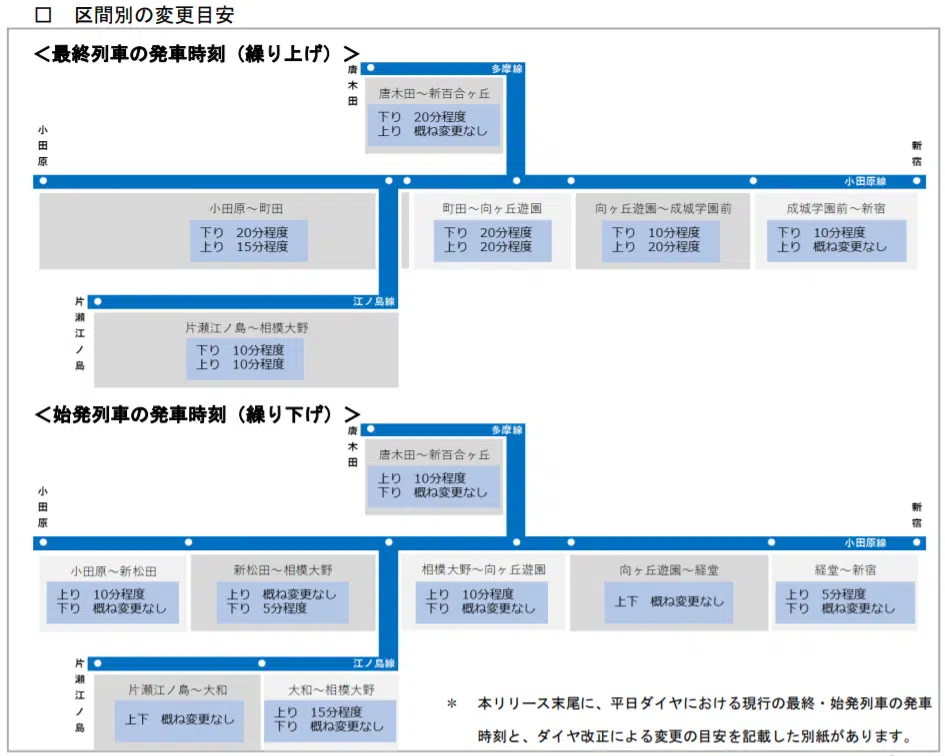 □ 区間別の変更目安
＜最終列車の発車時刻（繰り上げ）＞
唐木田
多摩線
唐木田～新百合ヶ丘
下り 20分程度
上り 概ね変更なし
小田原
新宿
小田原線
小田原～町田
下り 20分程度
上り 15分程度
町田～向ヶ丘遊園
下り 20分程度
上り 20分程度
向ヶ丘遊園～成城学園前
下り 10分程度
上り 20分程度
成城学園前～新宿
下り 10分程度
上り 概ね変更なし
片瀬江ノ島
江ノ島線
片瀬江ノ島～相模大野
下り 10分程度
上り 10分程度
＜始発列車の発車時刻（繰り下げ）＞
唐木田
多摩線
唐木田～新百合ヶ丘
上り 10分程度
下り 概ね変更なし
小田原
新宿
小田原線
小田原～新松田
上り 10分程度
下り 概ね変更なし
新松田～相模大野
上り 概ね変更なし
下り 5分程度
相模大野～向ヶ丘遊園
上り 10分程度
下り 概ね変更なし
向ヶ丘遊園～経堂
上下 概ね変更なし
経堂～新宿
上り 5分程度
下り 概ね変更なし
片瀬江ノ島
江ノ島線
片瀬江ノ島～大和
上下 概ね変更なし
大和～相模大野
上り 15分程度
下り 概ね変更なし
＊ 本リリース末尾に、平日ダイヤにおける現行の最終・始発列車の発車
時刻と、ダイヤ改正による変更の目安を記載した別紙があります。